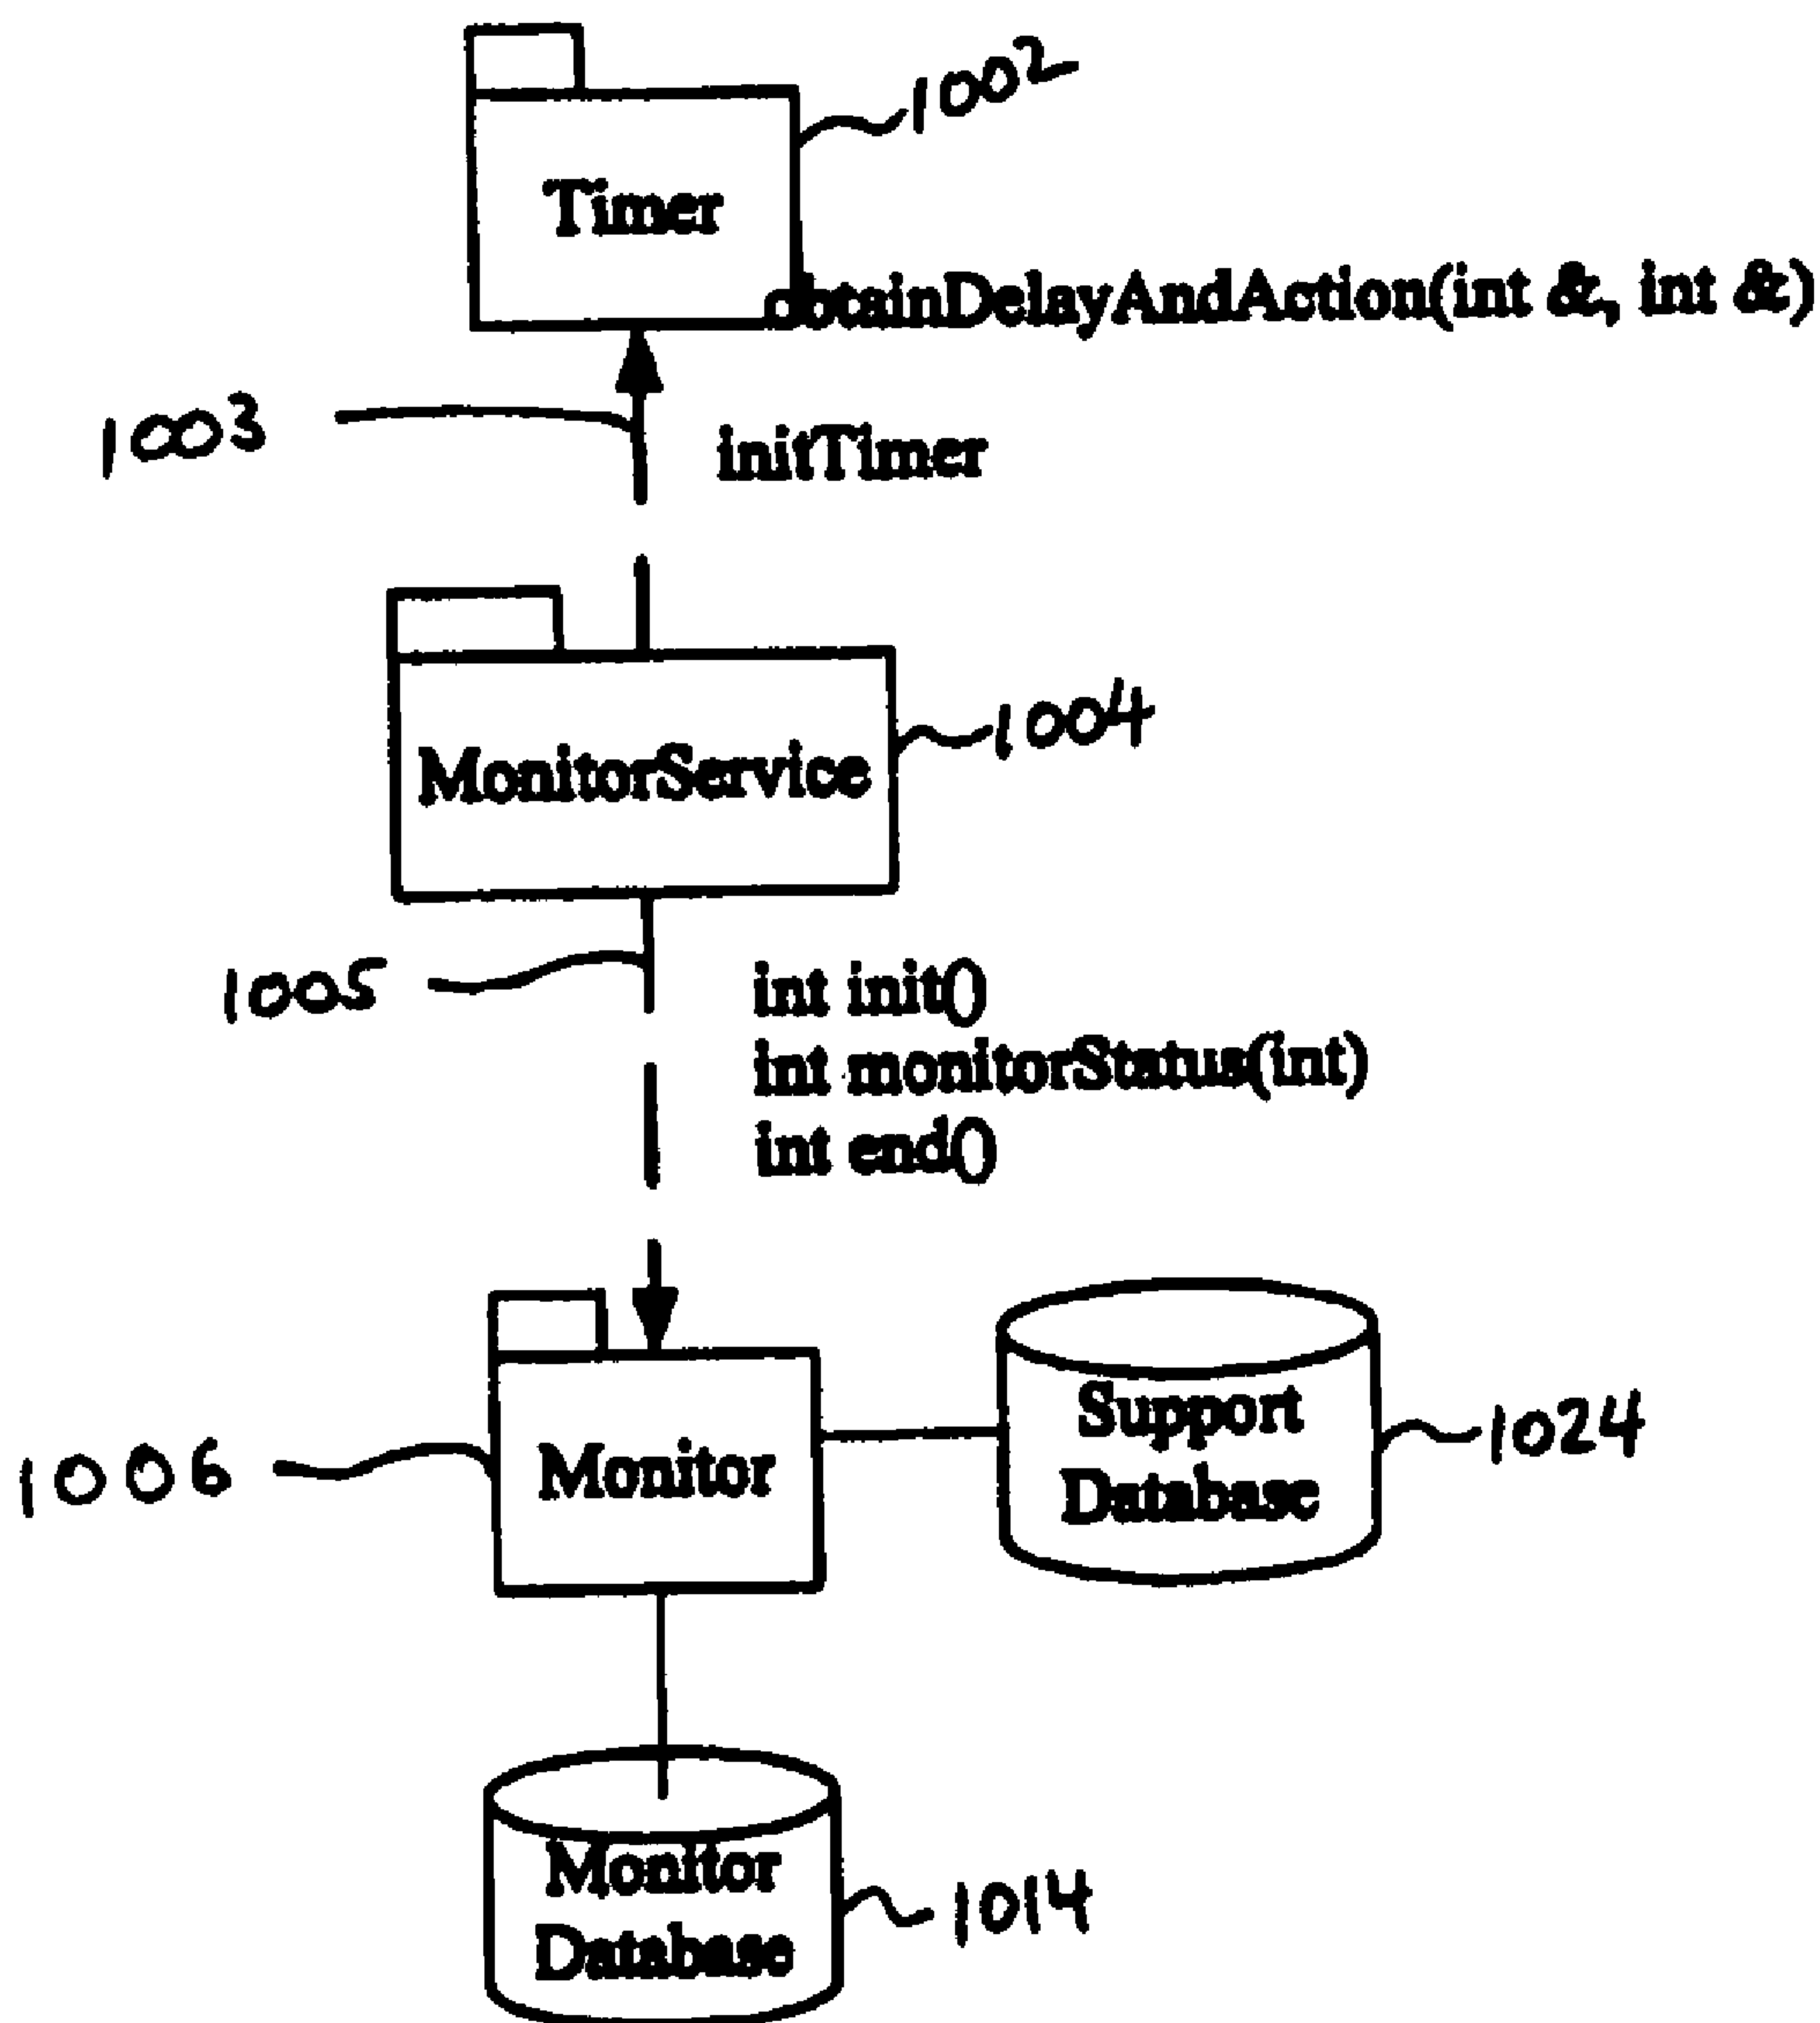 1002
Timer
obtainDelayAndAction(int &, int &)
1003
initTimer
MonitorService
1004
1005
int init()
int monitorStatus(int)
int end()
Support
Database
1024
1006
Monitor
Monitor
Database
1014